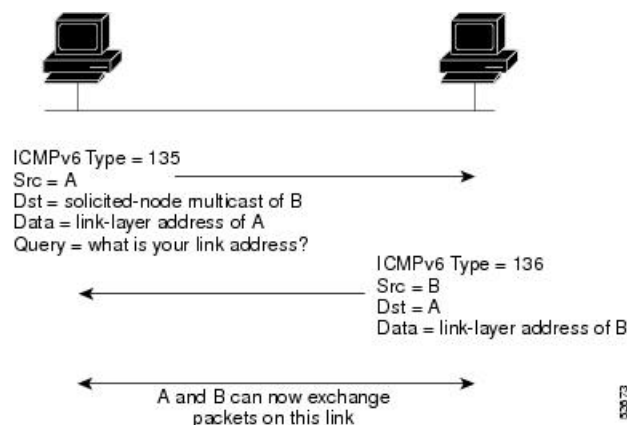 ICMPv6 Type = 135
Src = A
Dst = solicited-node multicast of B
Data = link-layer address of A
Query = what is your link address?
ICMPv6 Type = 136
Src = B
Dst = A
Data = link-layer address of B
A and B can now exchange
packets on this link
52673